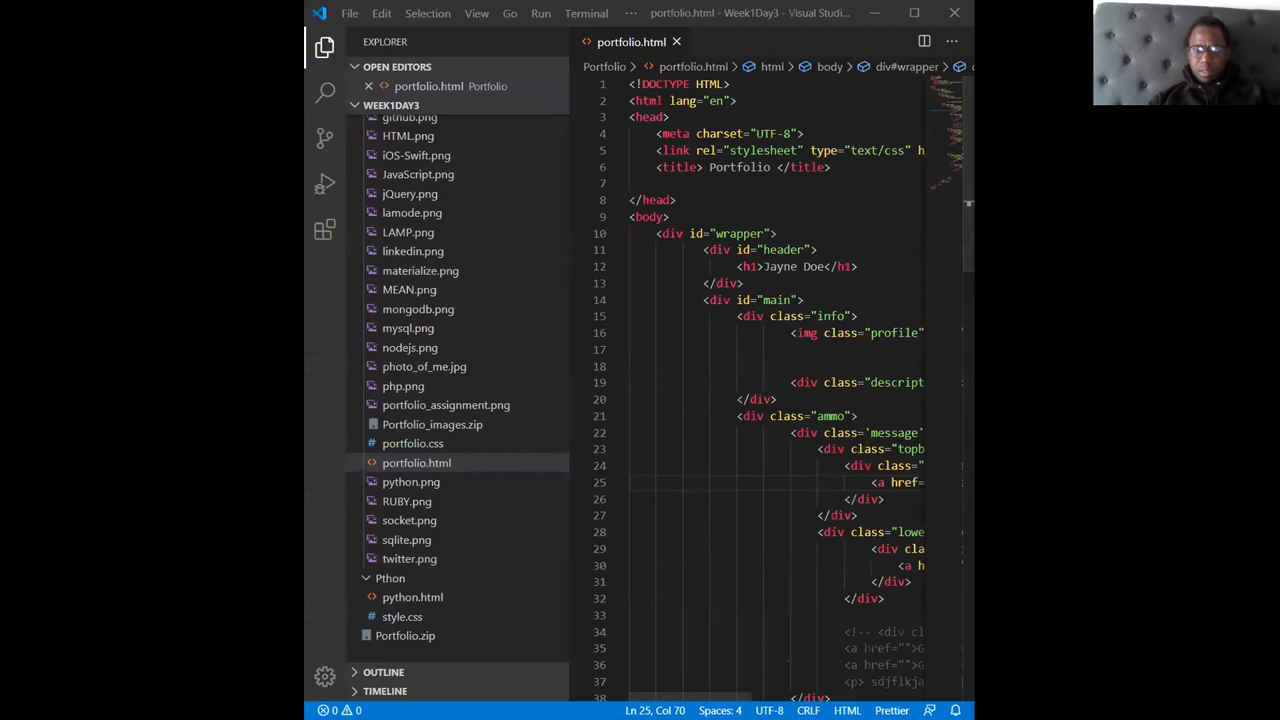 File Edit Selection View Go Run Terminal ··· portfolio.html - Week1Day3 - Visual Studi...
EXPLORER
OPEN EDITORS
portfolio.html Portfolio
WEEK1DAY3
github.png
HTML.png
iOS-Swift.png
JavaScript.png
jQuery.png
lamode.png
LAMP.png
linkedin.png
materialize.png
MEAN.png
mongodb.png
mysql.png
nodejs.png
photo_of_me.jpg
php.png
portfolio_assignment.png
Portfolio_images.zip
portfolio.css
portfolio.html
python.png
RUBY.png
socket.png
sqlite.png
twitter.png
Pthon
python.html
style.css
Portfolio.zip
OUTLINE
TIMELINE
portfolio.html
Portfolio > portfolio.html > html > body > div#wrapper >
1 <!DOCTYPE HTML>
2 <html lang="en">
3 <head>
4 <meta charset="UTF-8">
5 <link rel="stylesheet" type="text/css" h
6 <title> Portfolio </title>
7
8 </head>
9 <body>
10 <div id="wrapper">
11 <div id="header">
12 <h1>Jayne Doe</h1>
13 </div>
14 <div id="main">
15 <div class="info">
16 <img class="profile"
17
18
19 <div class="descript
20 </div>
21 <div class="ammo">
22 <div class='message'
23 <div class="topb
24 <div class="
25 <a href=
26 </div>
27 </div>
28 <div class="lowe
29 <div cla
30 <a h
31 </div>
32 </div>
33
34 <!-- <div cl
35 <a href="">G
36 <a href="">G
37 <p> sdjflkja
38 </div>
0 0 Ln 25, Col 70 Spaces: 4 UTF-8 CRLF HTML Prettier